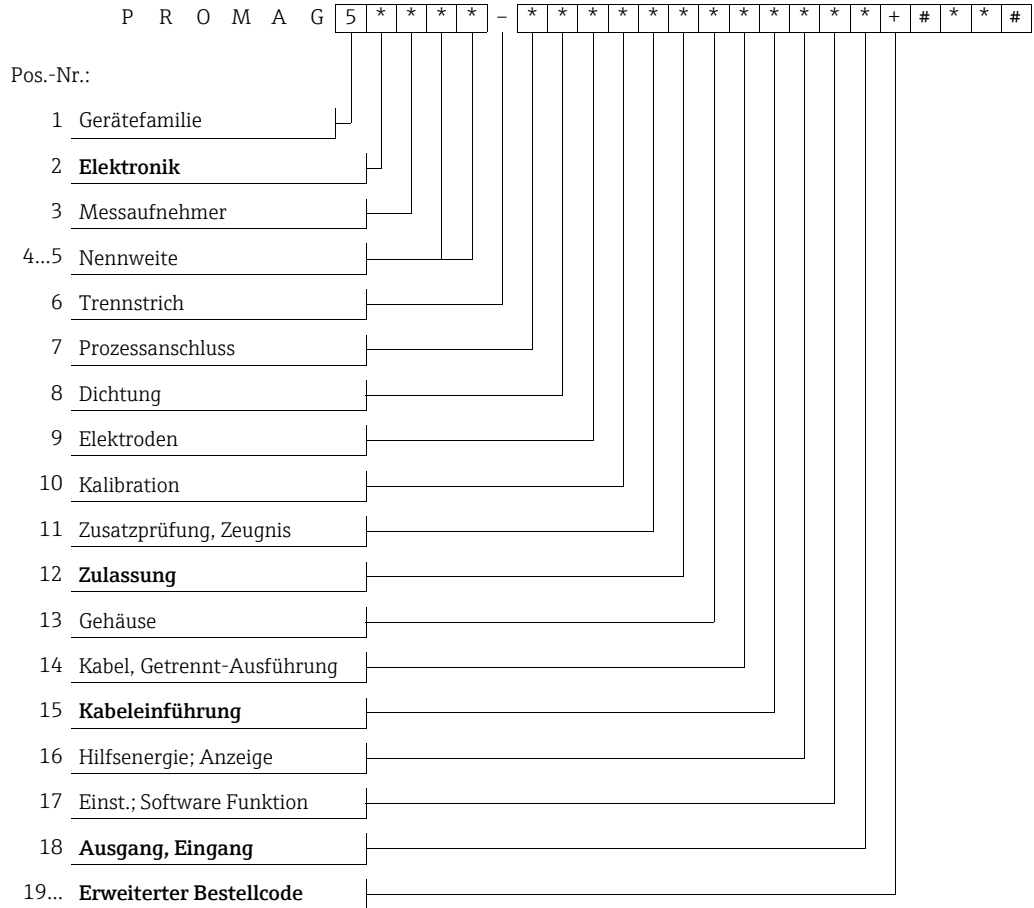 P R O M A G 5 * * * * – * * * * * * * * * * * * + # * * #
Pos.-Nr.:
1 Gerätefamilie
2 Elektronik
3 Messaufnehmer
4...5 Nennweite
6 Trennstrich
7 Prozessanschluss
8 Dichtung
9 Elektroden
10 Kalibration
11 Zusatzprüfung, Zeugnis
12 Zulassung
13 Gehäuse
14 Kabel, Getrennt-Ausführung
15 Kabeleinführung
16 Hilfsenergie; Anzeige
17 Einst.; Software Funktion
18 Ausgang, Eingang
19... Erweiterter Bestellcode